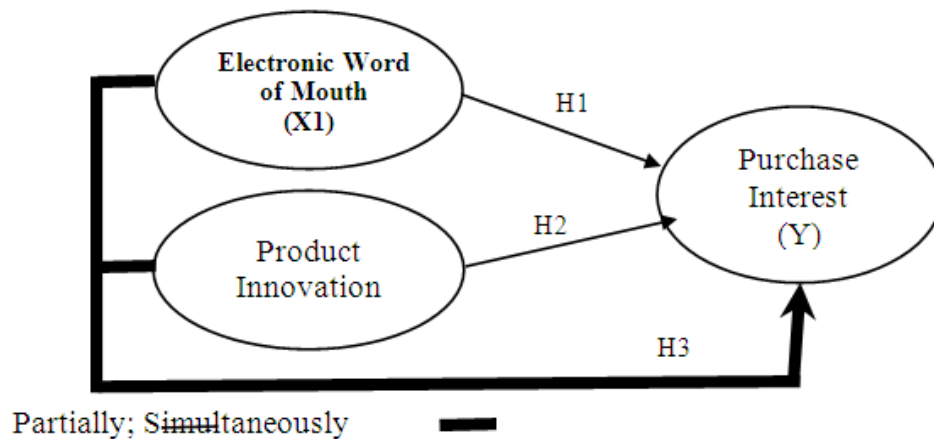 Electronic Word
of Mouth
(X1)
H1
Purchase
Interest
(Y)
Product
Innovation
H2
H3
Partially; Simultaneously